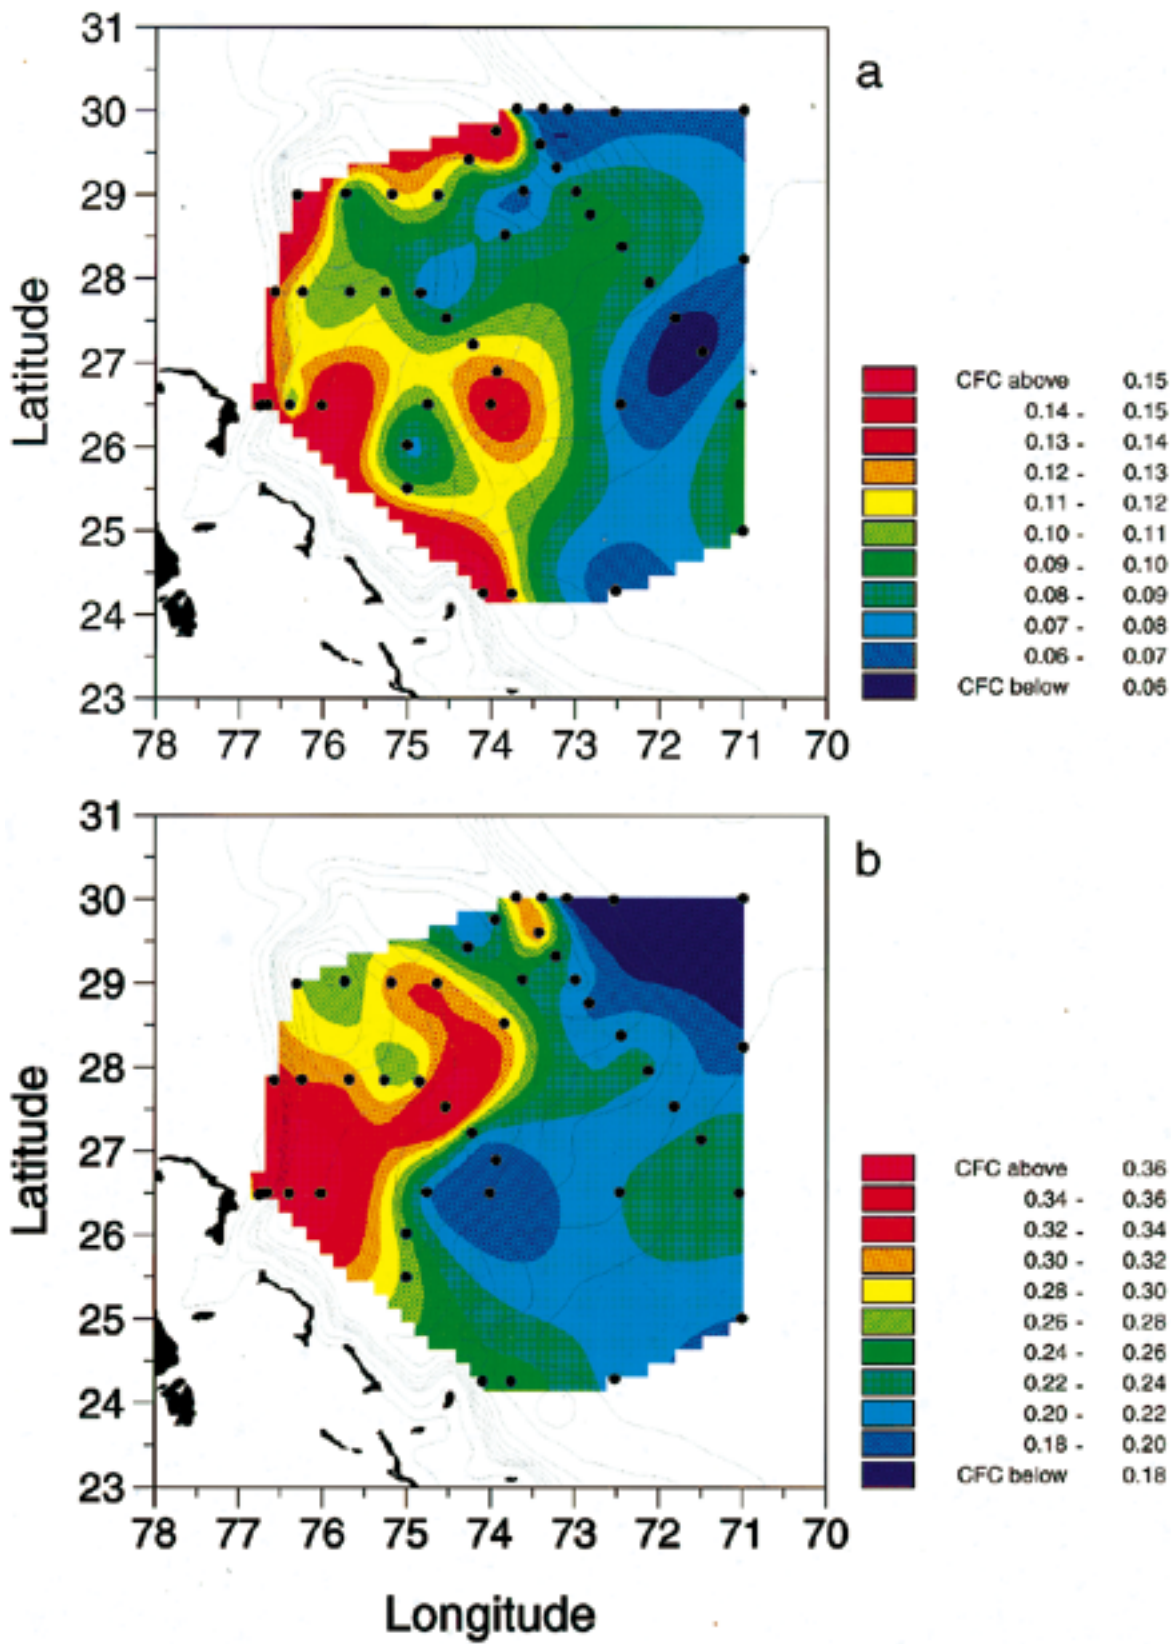 a
31
30
29
28
27
26
25
24
23
Latitude
78 77 76 75 74 73 72 71 70
CFC above 0.15
0.14 - 0.15
0.13 - 0.14
0.12 - 0.13
0.11 - 0.12
0.10 - 0.11
0.09 - 0.10
0.08 - 0.09
0.07 - 0.08
0.06 - 0.07
CFC below 0.06
b
31
30
29
28
27
26
25
24
23
Latitude
78 77 76 75 74 73 72 71 70
Longitude
CFC above 0.36
0.34 - 0.36
0.32 - 0.34
0.30 - 0.32
0.28 - 0.30
0.26 - 0.28
0.24 - 0.26
0.22 - 0.24
0.20 - 0.22
0.18 - 0.20
CFC below 0.18